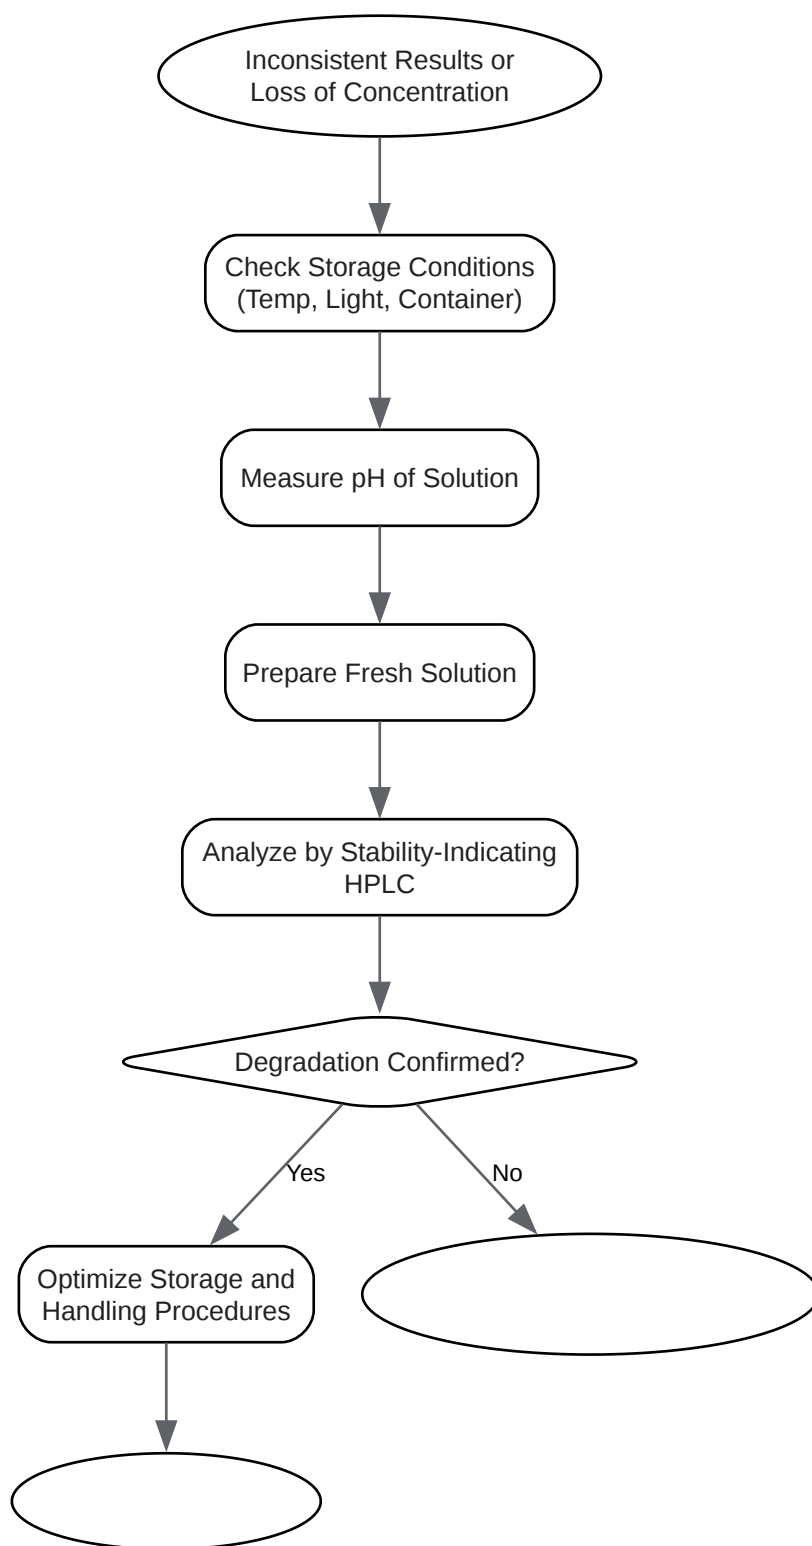 Inconsistent Results or
Loss of Concentration
Check Storage Conditions
(Temp, Light, Container)
Measure pH of Solution
Prepare Fresh Solution
Analyze by Stability-Indicating
HPLC
Degradation Confirmed?
Yes
No
Optimize Storage and
Handling Procedures